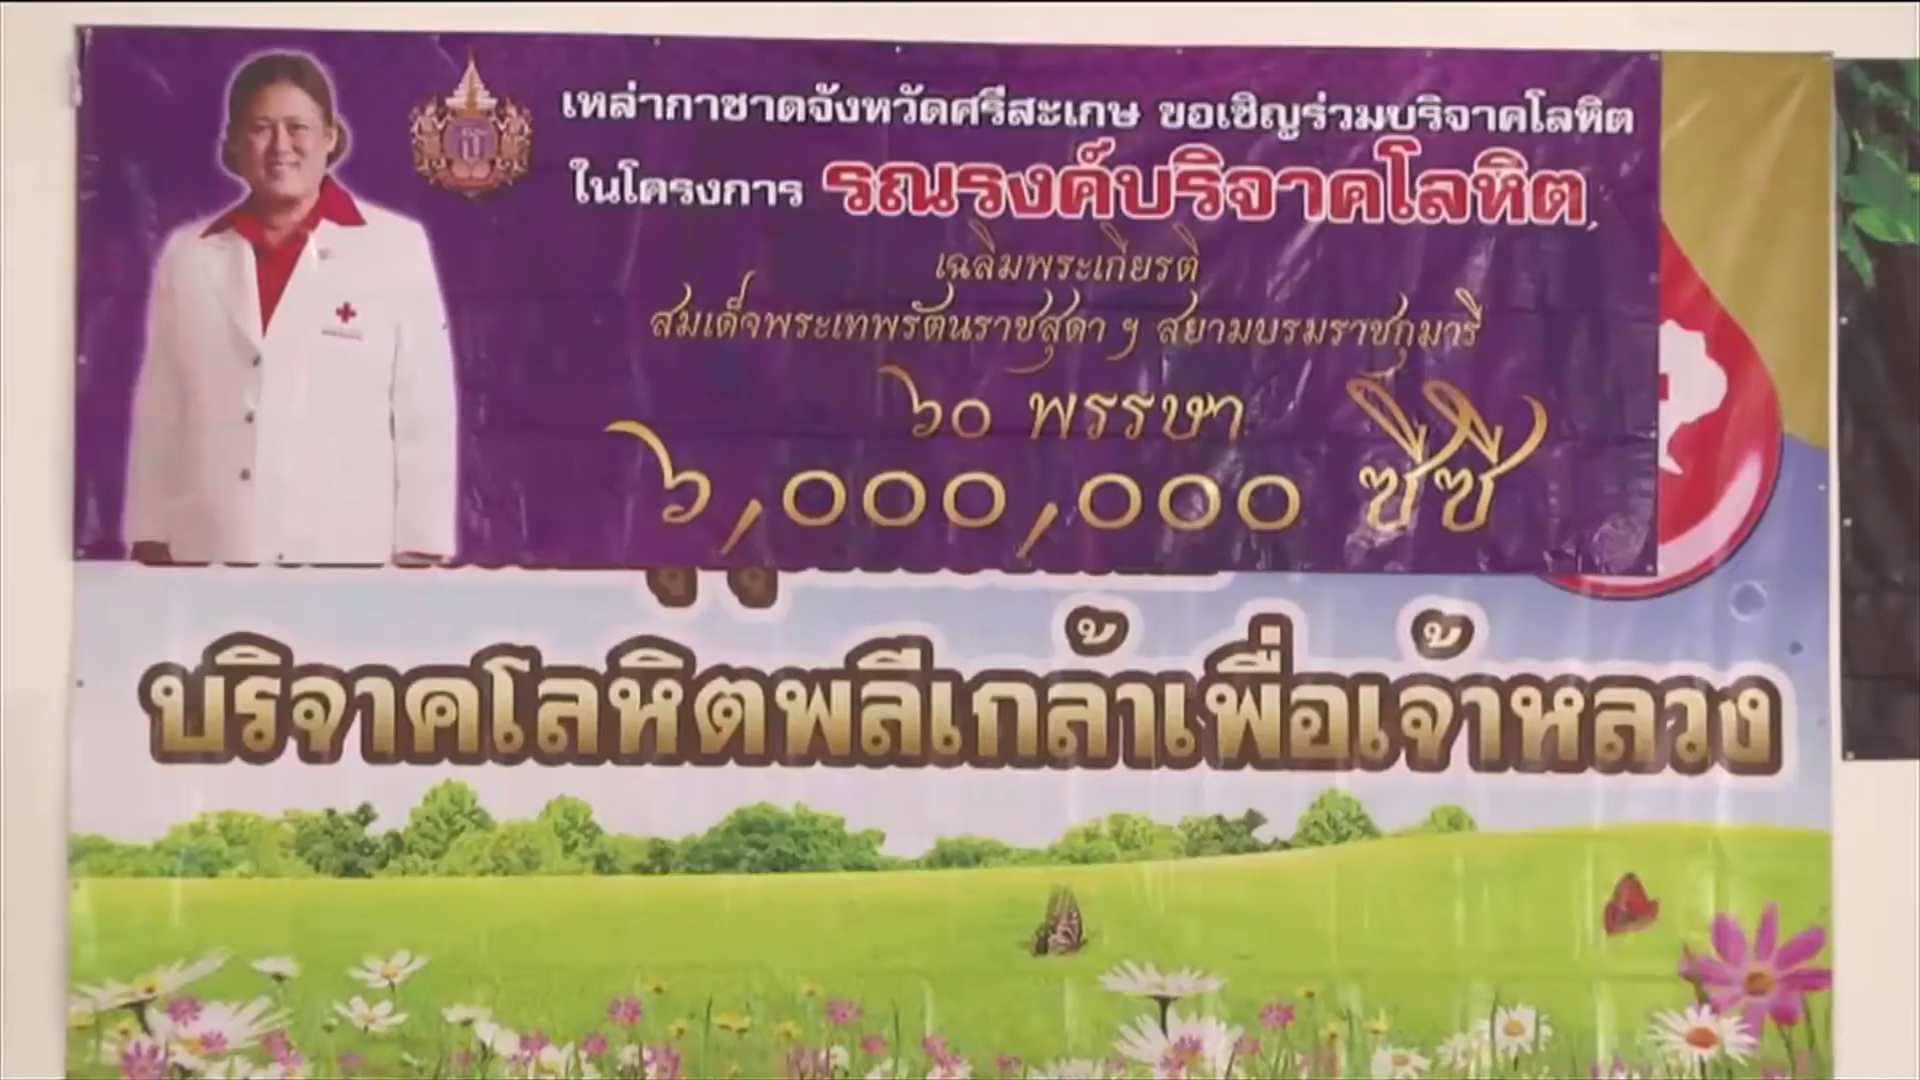 เหล่ากาชาดจังหวัดศรีสะเกษ ขอเชิญร่วมบริจาคโลหิต
ในโครงการ รณรงค์บริจาคโลหิต
เฉลิมพระเกียรติ
สมเด็จพระเทพรัตนราชสุดา ฯ สยามบรมราชกุมารี
๖๐ พรรษา
๖,๐๐๐,๐๐๐ ซีซี
บริจาคโลหิตพลีเกล้าเพื่อเจ้าหลวง